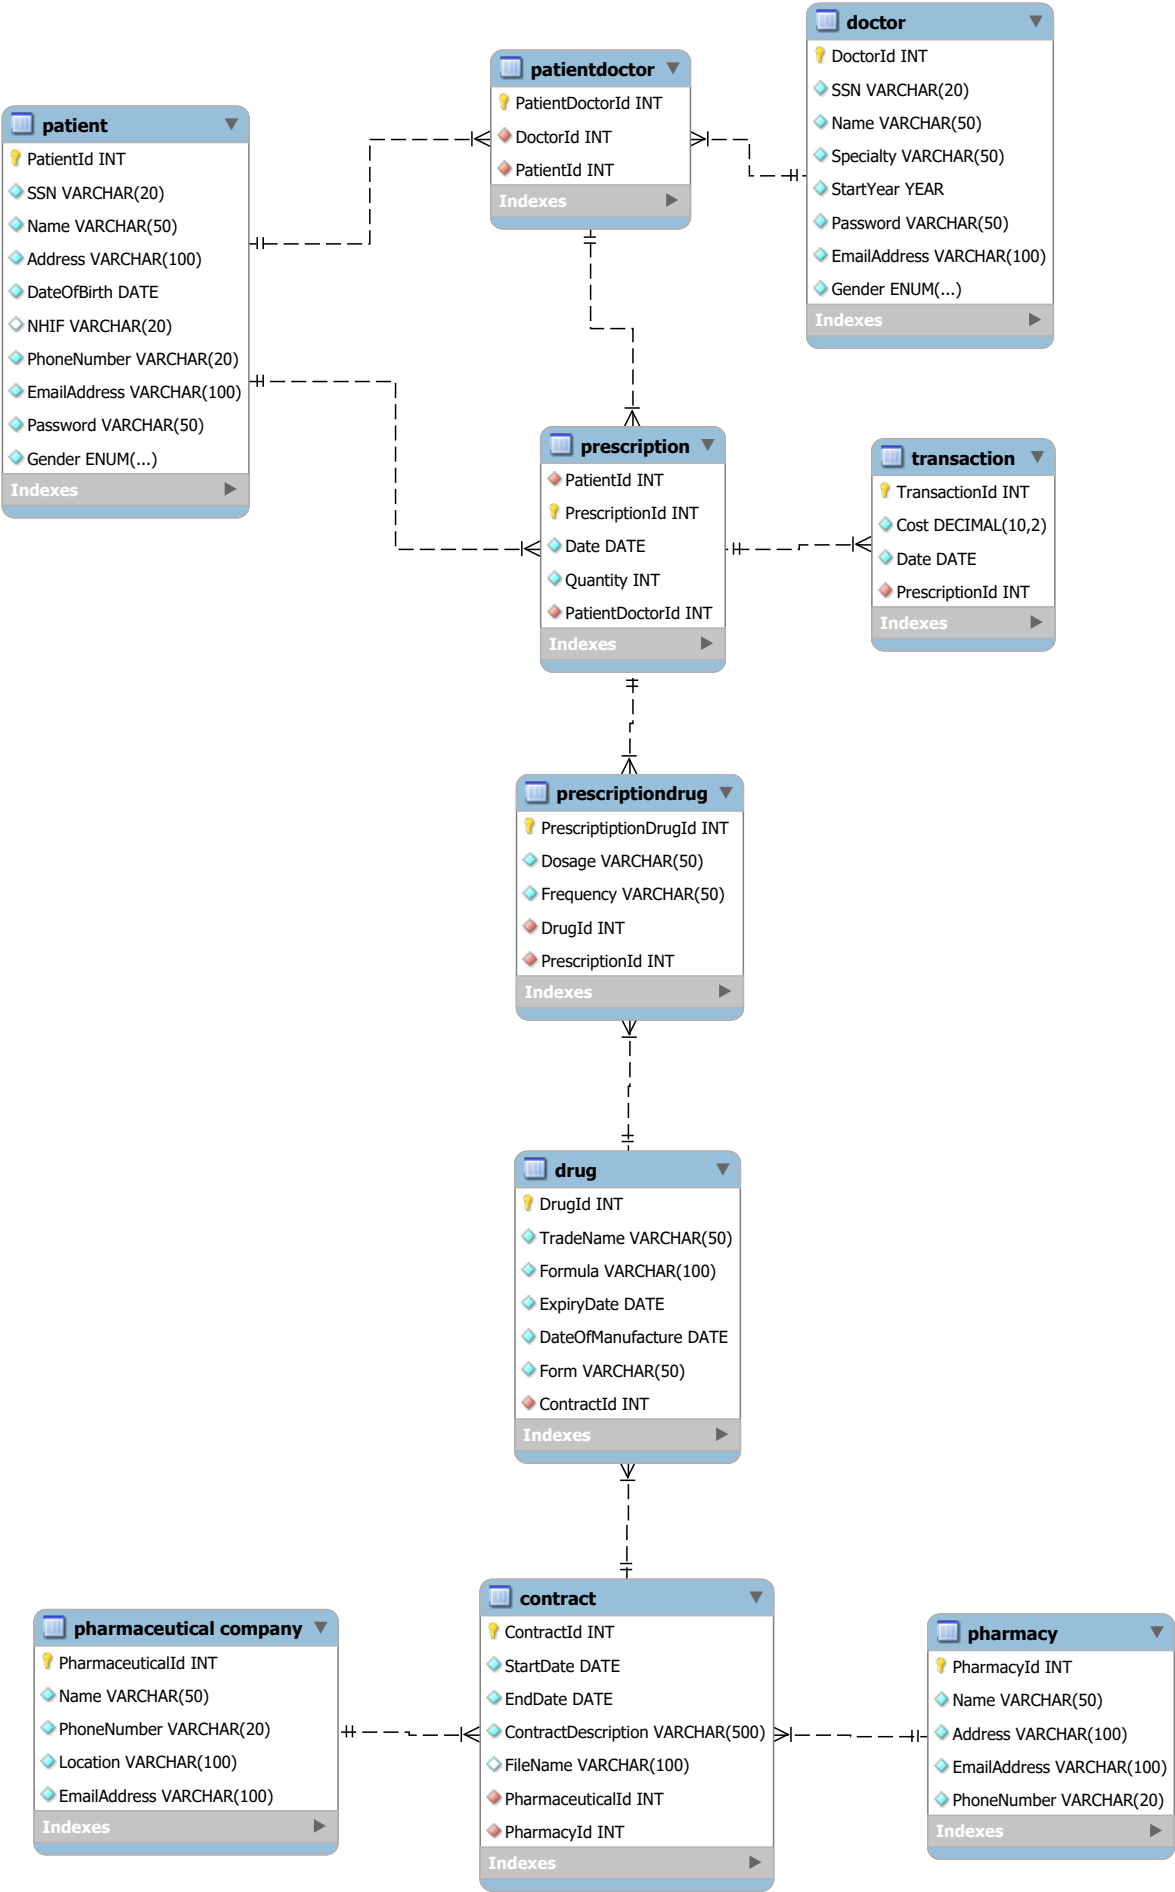 doctor
DoctorId INT
SSN VARCHAR(20)
Name VARCHAR(50)
Specialty VARCHAR(50)
StartYear YEAR
Password VARCHAR(50)
EmailAddress VARCHAR(100)
Gender ENUM(...)
Indexes
patientdoctor
PatientDoctorId INT
DoctorId INT
PatientId INT
Indexes
patient
PatientId INT
SSN VARCHAR(20)
Name VARCHAR(50)
Address VARCHAR(100)
DateOfBirth DATE
NHIF VARCHAR(20)
PhoneNumber VARCHAR(20)
EmailAddress VARCHAR(100)
Password VARCHAR(50)
Gender ENUM(...)
Indexes
prescription
PatientId INT
PrescriptionId INT
Date DATE
Quantity INT
PatientDoctorId INT
Indexes
transaction
TransactionId INT
Cost DECIMAL(10,2)
Date DATE
PrescriptionId INT
Indexes
prescriptiondrug
PrescriptiptionDrugId INT
Dosage VARCHAR(50)
Frequency VARCHAR(50)
DrugId INT
PrescriptionId INT
Indexes
drug
DrugId INT
TradeName VARCHAR(50)
Formula VARCHAR(100)
ExpiryDate DATE
DateOfManufacture DATE
Form VARCHAR(50)
ContractId INT
Indexes
pharmaceutical company
PharmaceuticalId INT
Name VARCHAR(50)
PhoneNumber VARCHAR(20)
Location VARCHAR(100)
EmailAddress VARCHAR(100)
Indexes
contract
ContractId INT
StartDate DATE
EndDate DATE
ContractDescription VARCHAR(500)
FileName VARCHAR(100)
PharmaceuticalId INT
PharmacyId INT
Indexes
pharmacy
PharmacyId INT
Name VARCHAR(50)
Address VARCHAR(100)
EmailAddress VARCHAR(100)
PhoneNumber VARCHAR(20)
Indexes